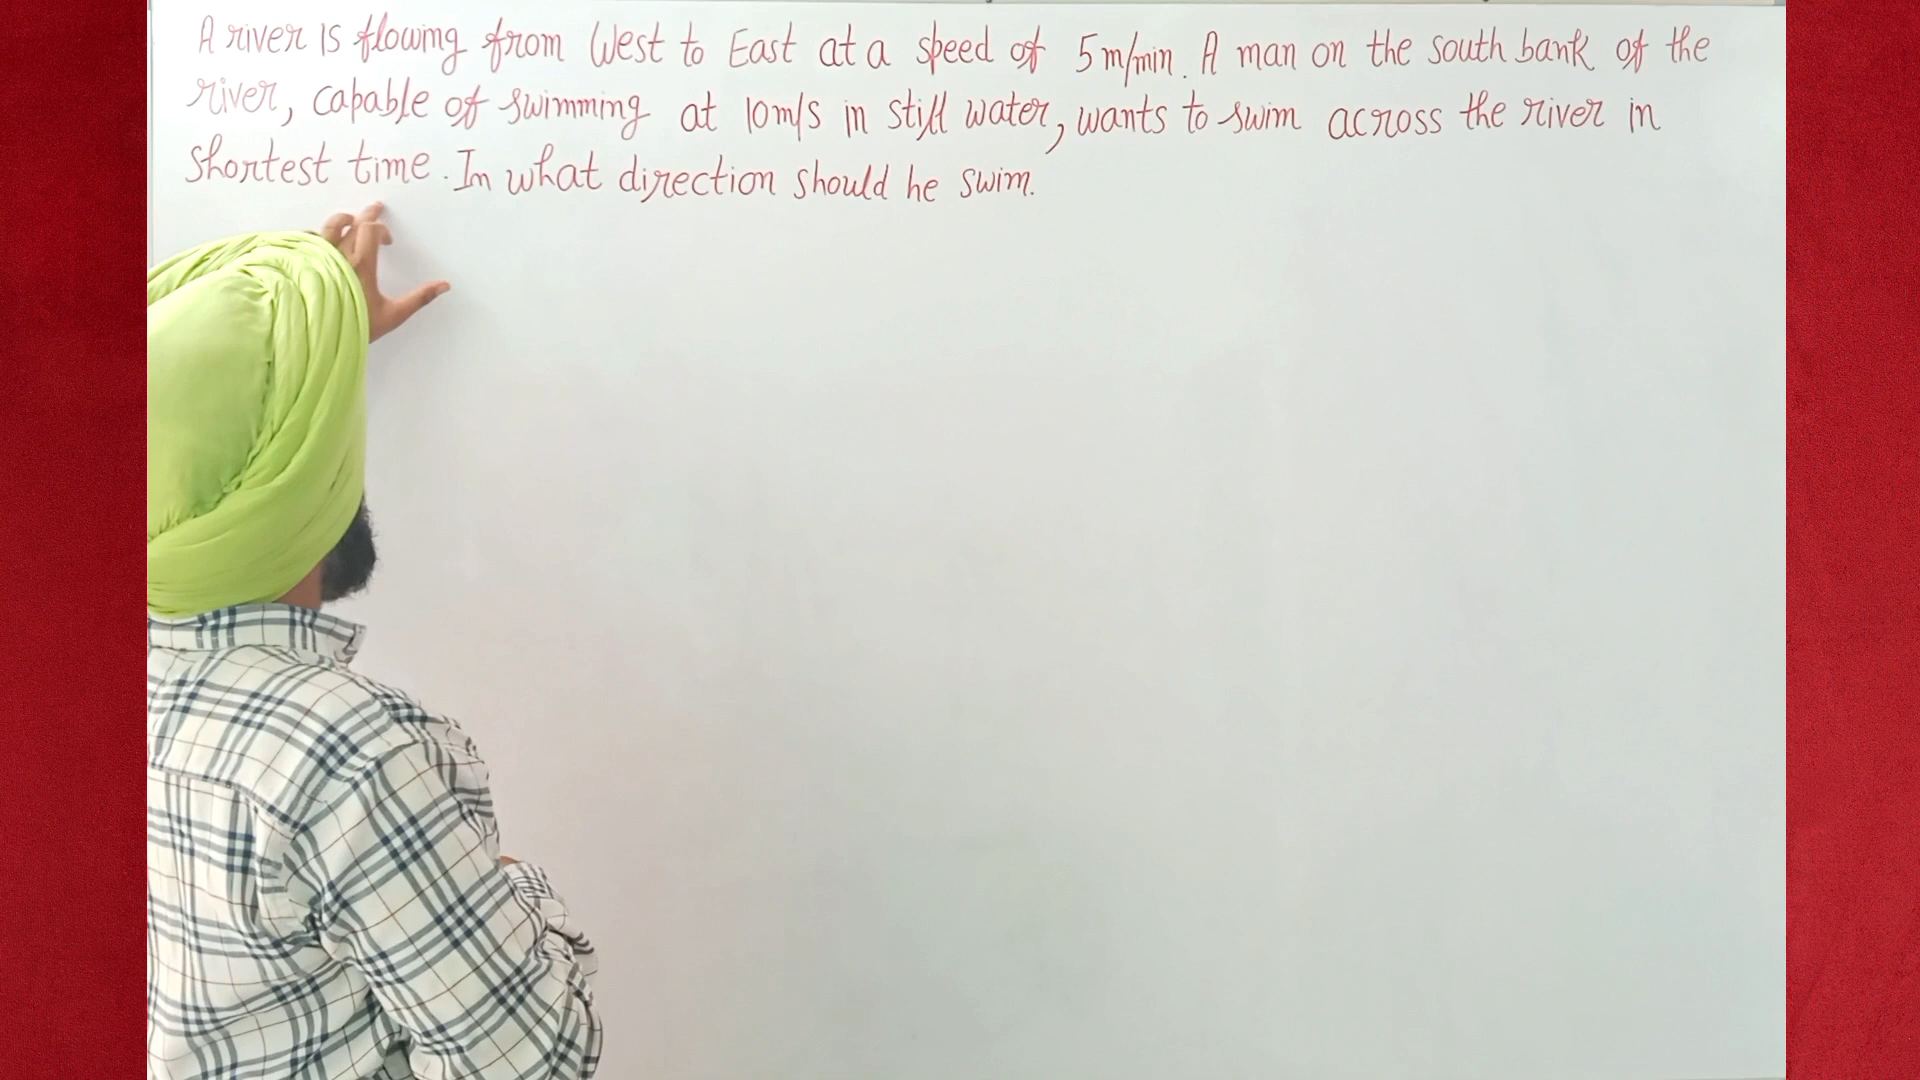 A river is flowing from West to East at a speed of 5 m/min. A man on the south bank of the
river, capable of swimming at 10m/s in still water, wants to swim across the river in
shortest time. In what direction should he swim.